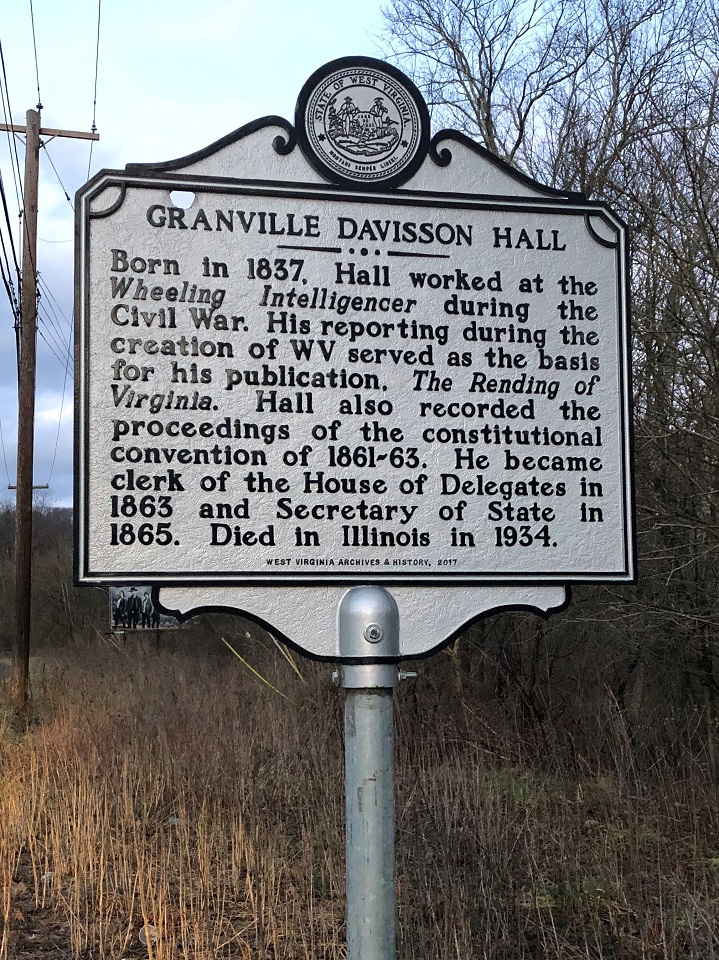 STATE OF WEST VIRGINIA
MONTANI SEMPER LIBERI
GRANVILLE DAVISSON HALL
Born in 1837, Hall worked at the
Wheeling Intelligencer during the
Civil War. His reporting during the
creation of WV served as the basis
for his publication, The Rending of
Virginia. Hall also recorded the
proceedings of the constitutional
convention of 1861-63. He became
clerk of the House of Delegates in
1863 and Secretary of State in
1865. Died in Illinois in 1934.
WEST VIRGINIA ARCHIVES & HISTORY, 2017